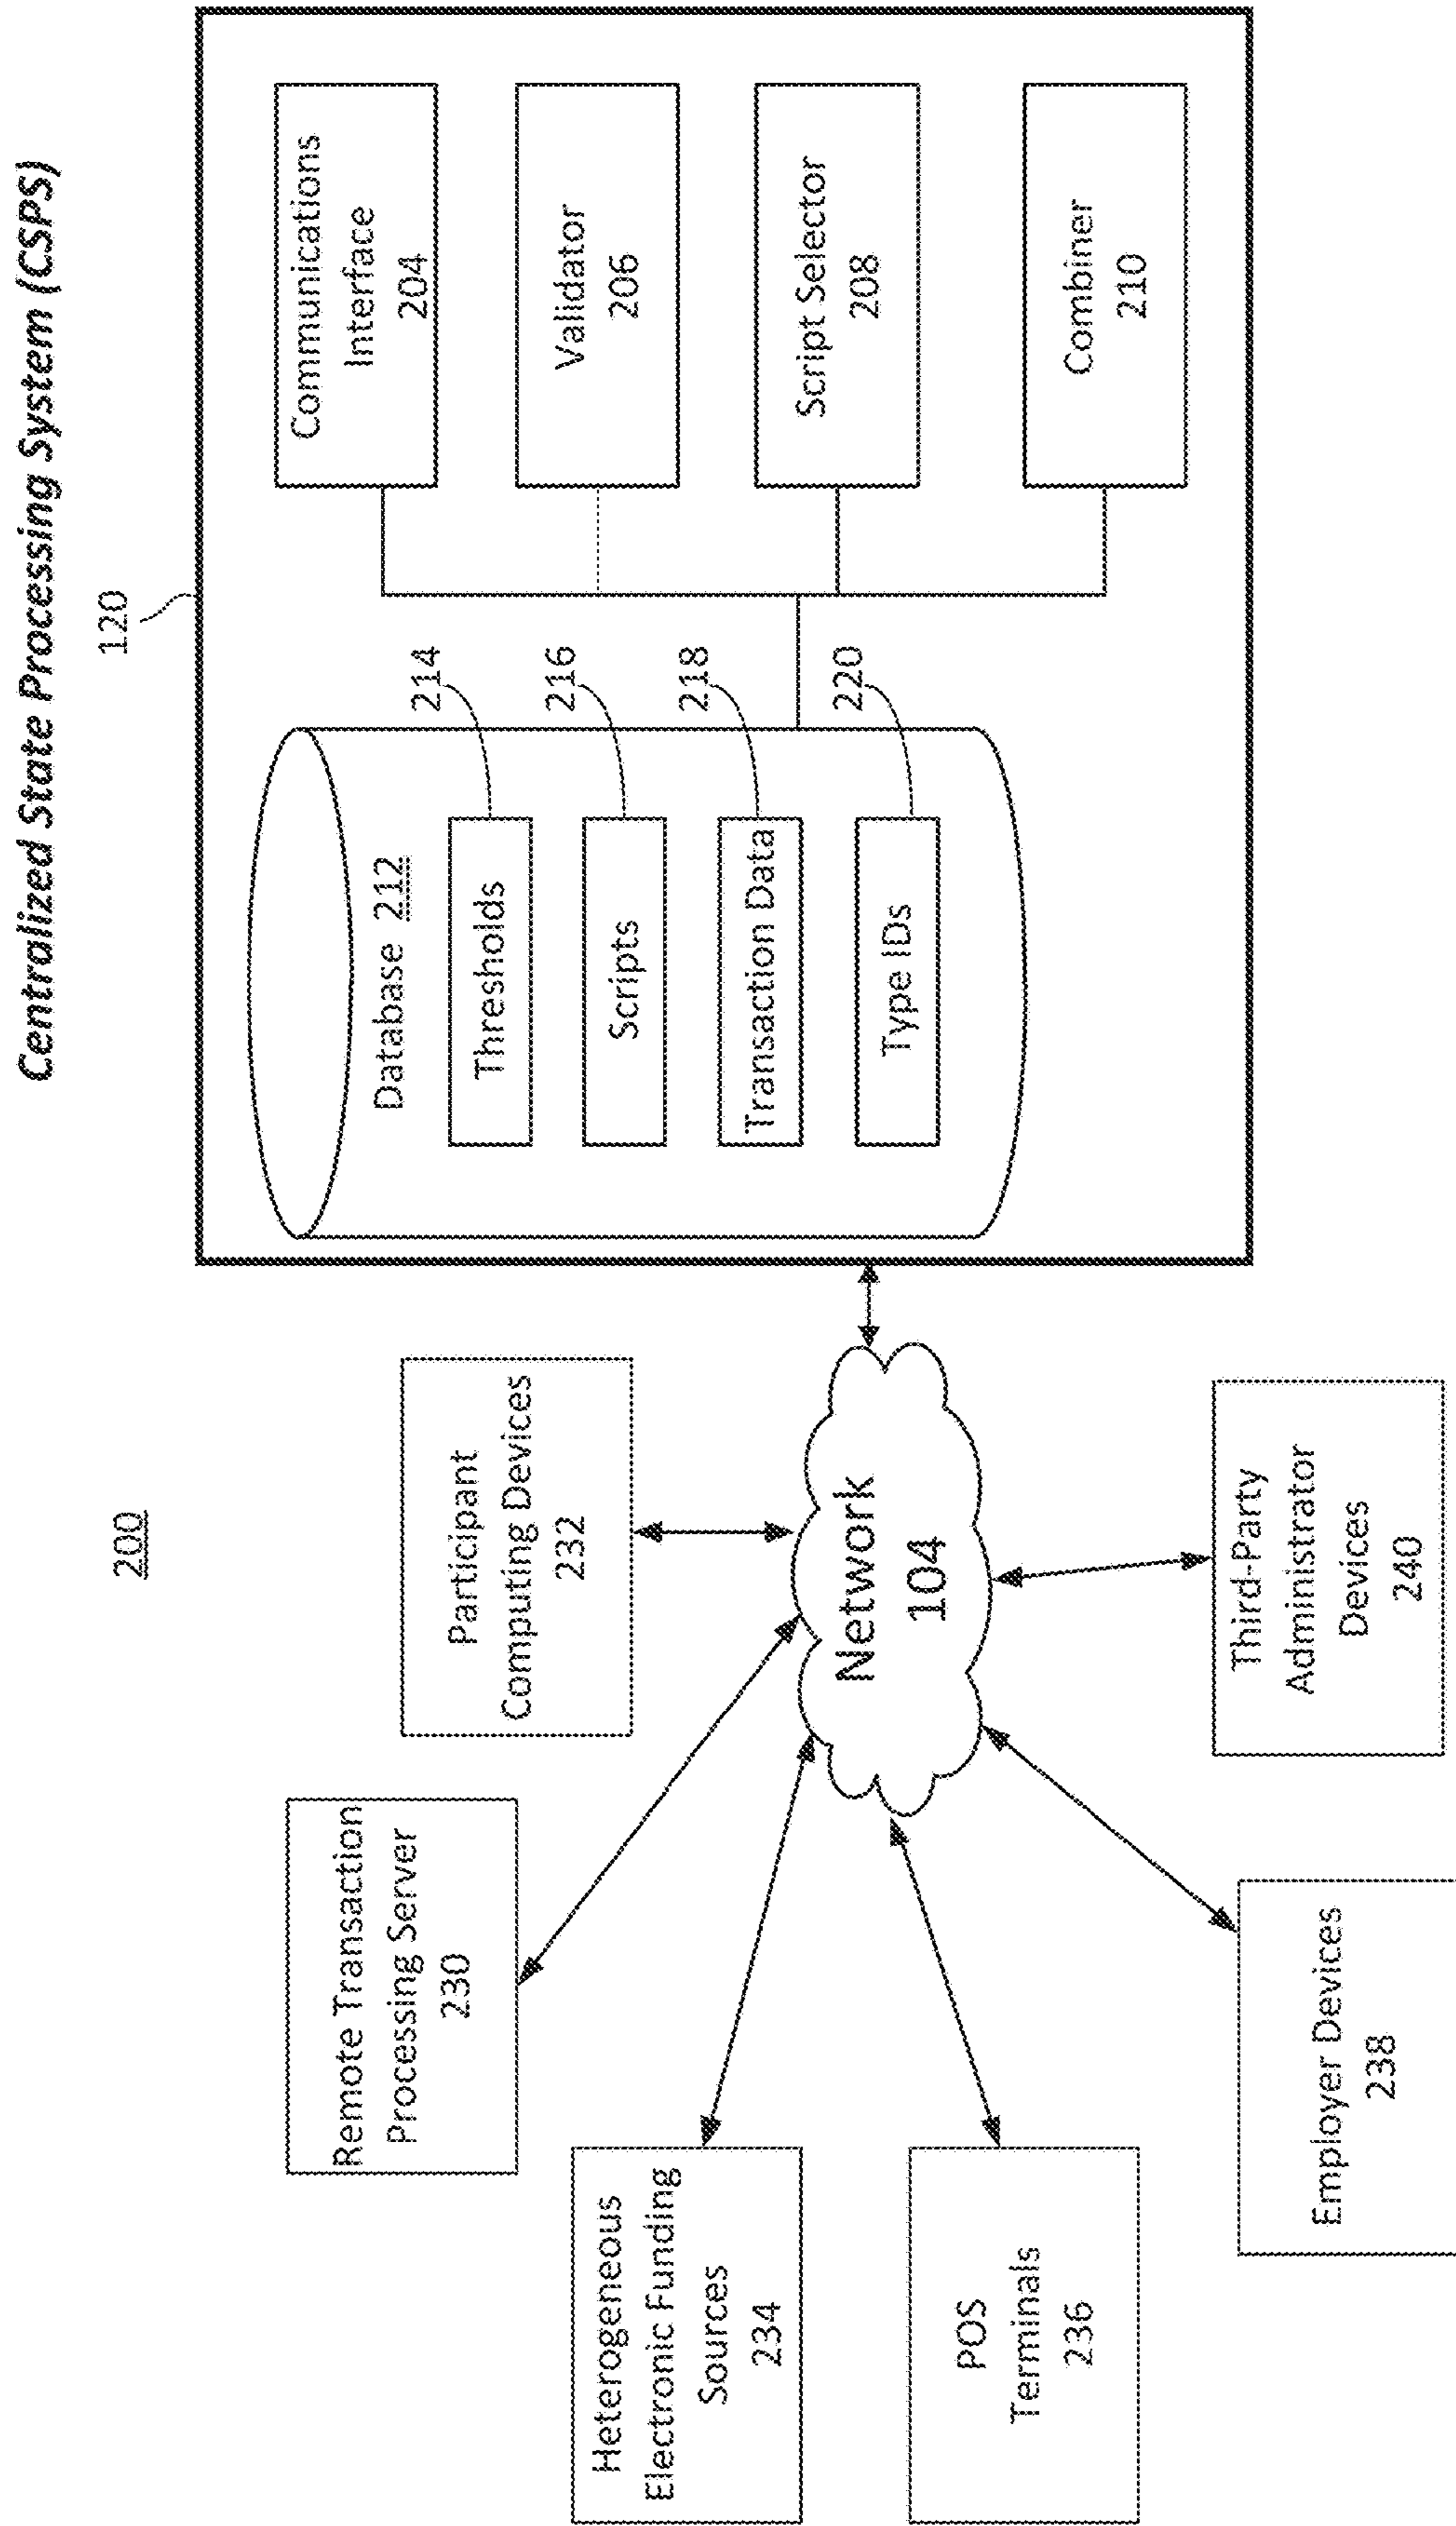 200
Centralized State Processing System (CSPS)
120
Remote Transaction
Processing Server
230
Participant
Computing Devices
232
Heterogeneous
Electronic Funding
Sources
234
POS
Terminals
236
Employer Devices
238
Third-Party
Administrator
Devices
240
Network
104
Database 212
Thresholds
214
Scripts
216
Transaction Data
218
Type IDs
220
Communications
Interface
204
Validator
206
Script Selector
208
Combiner
210